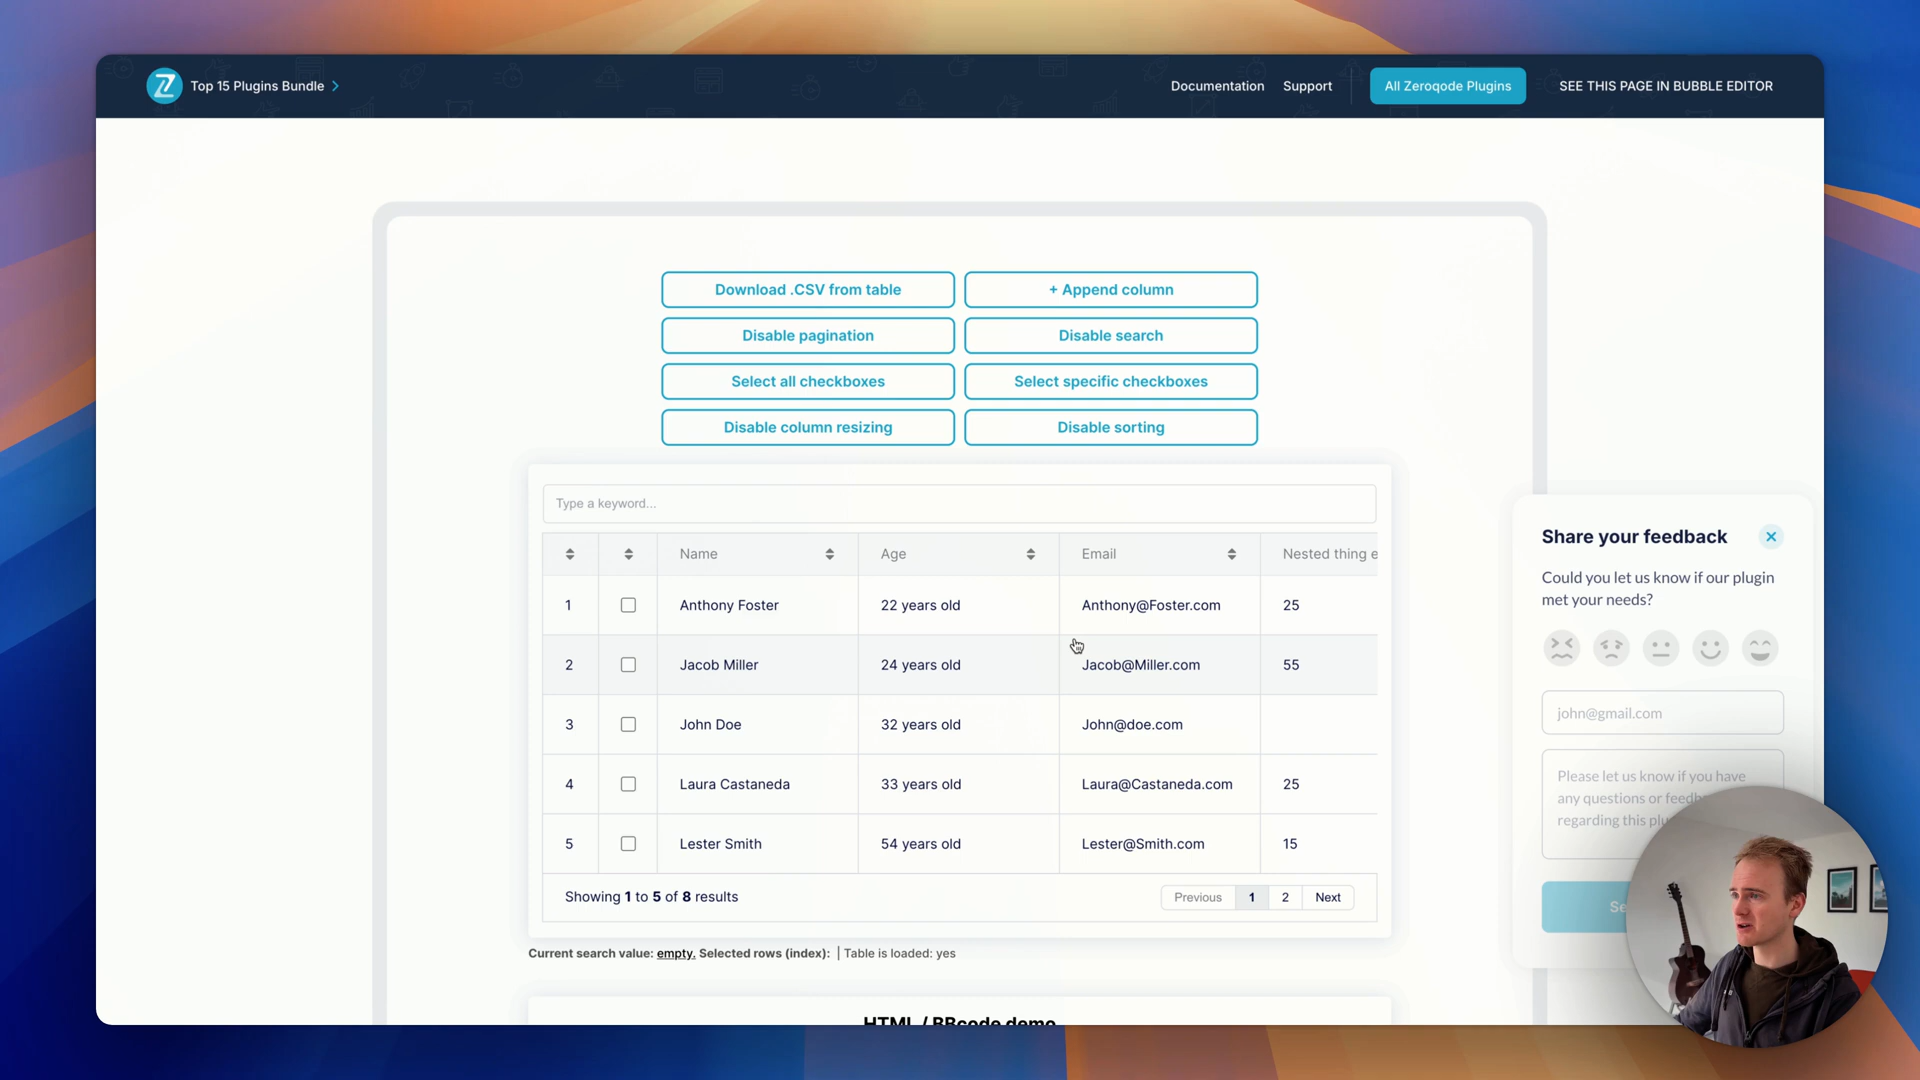 Top 15 Plugins Bundle
Documentation
Support
All Zeroqode Plugins
SEE THIS PAGE IN BUBBLE EDITOR
Download .CSV from table
+ Append column
Disable pagination
Disable search
Select all checkboxes
Select specific checkboxes
Disable column resizing
Disable sorting
Type a keyword...
Name Age Email Nested thing e
1 Anthony Foster 22 years old Anthony@Foster.com 25
2 Jacob Miller 24 years old Jacob@Miller.com 55
3 John Doe 32 years old John@doe.com
4 Laura Castaneda 33 years old Laura@Castaneda.com 25
5 Lester Smith 54 years old Lester@Smith.com 15
Showing 1 to 5 of 8 results
Previous 1 2 Next
Current search value: empty. Selected rows (index): | Table is loaded: yes
HTML / BBcode demo
Share your feedback
Could you let us know if our plugin
met your needs?
john@gmail.com
Please let us know if you have
any questions or feedb
regarding this plu
Se